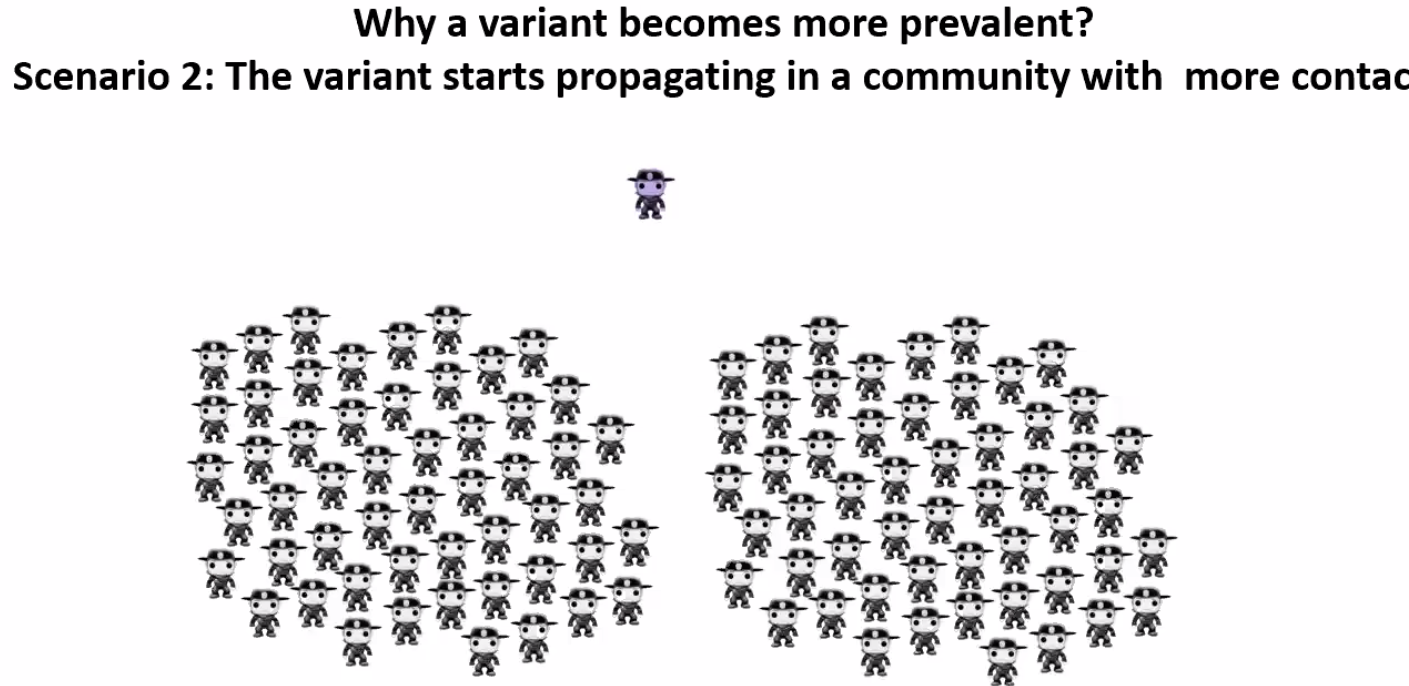 Why a variant becomes more prevalent?
Scenario 2: The variant starts propagating in a community with  more contac